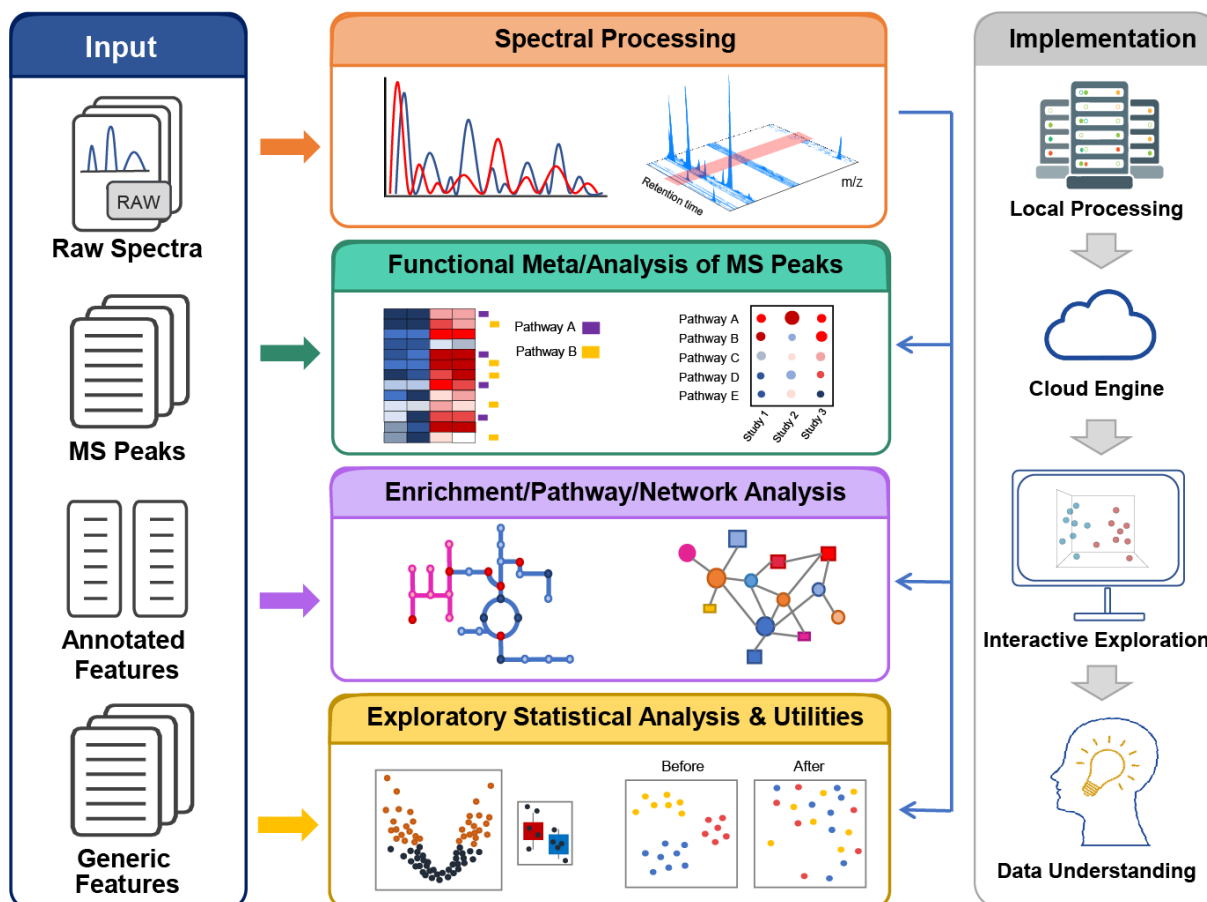 Input
RAW
Raw Spectra
MS Peaks
Annotated
Features
Generic
Features
Spectral Processing
Retention time
m/z
Functional Meta/Analysis of MS Peaks
Pathway A
Pathway B
Pathway A
Pathway B
Pathway C
Pathway D
Pathway E
Study 1
Study 2
Study 3
Enrichment/Pathway/Network Analysis
Exploratory Statistical Analysis & Utilities
Before
After
Implementation
Local Processing
Cloud Engine
Interactive Exploration
Data Understanding